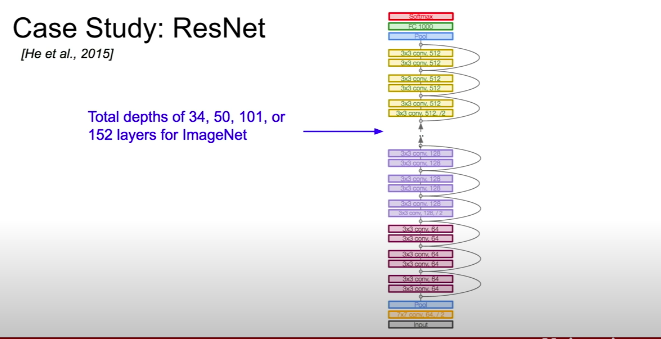 Case Study: ResNet
[He et al., 2015]
Total depths of 34, 50, 101, or
152 layers for ImageNet
Softmax
FC 1000
Pool
3x3 conv, 512
3x3 conv, 512
3x3 conv, 512
3x3 conv, 512
3x3 conv, 512
3x3 conv, 512, /2
3x3 conv, 128
3x3 conv, 128
3x3 conv, 128
3x3 conv, 128
3x3 conv, 128
3x3 conv, 128, / 2
3x3 conv, 64
3x3 conv, 64
3x3 conv, 64
3x3 conv, 64
3x3 conv, 64
3x3 conv, 64
Pool
7x7 conv, 64, / 2
Input